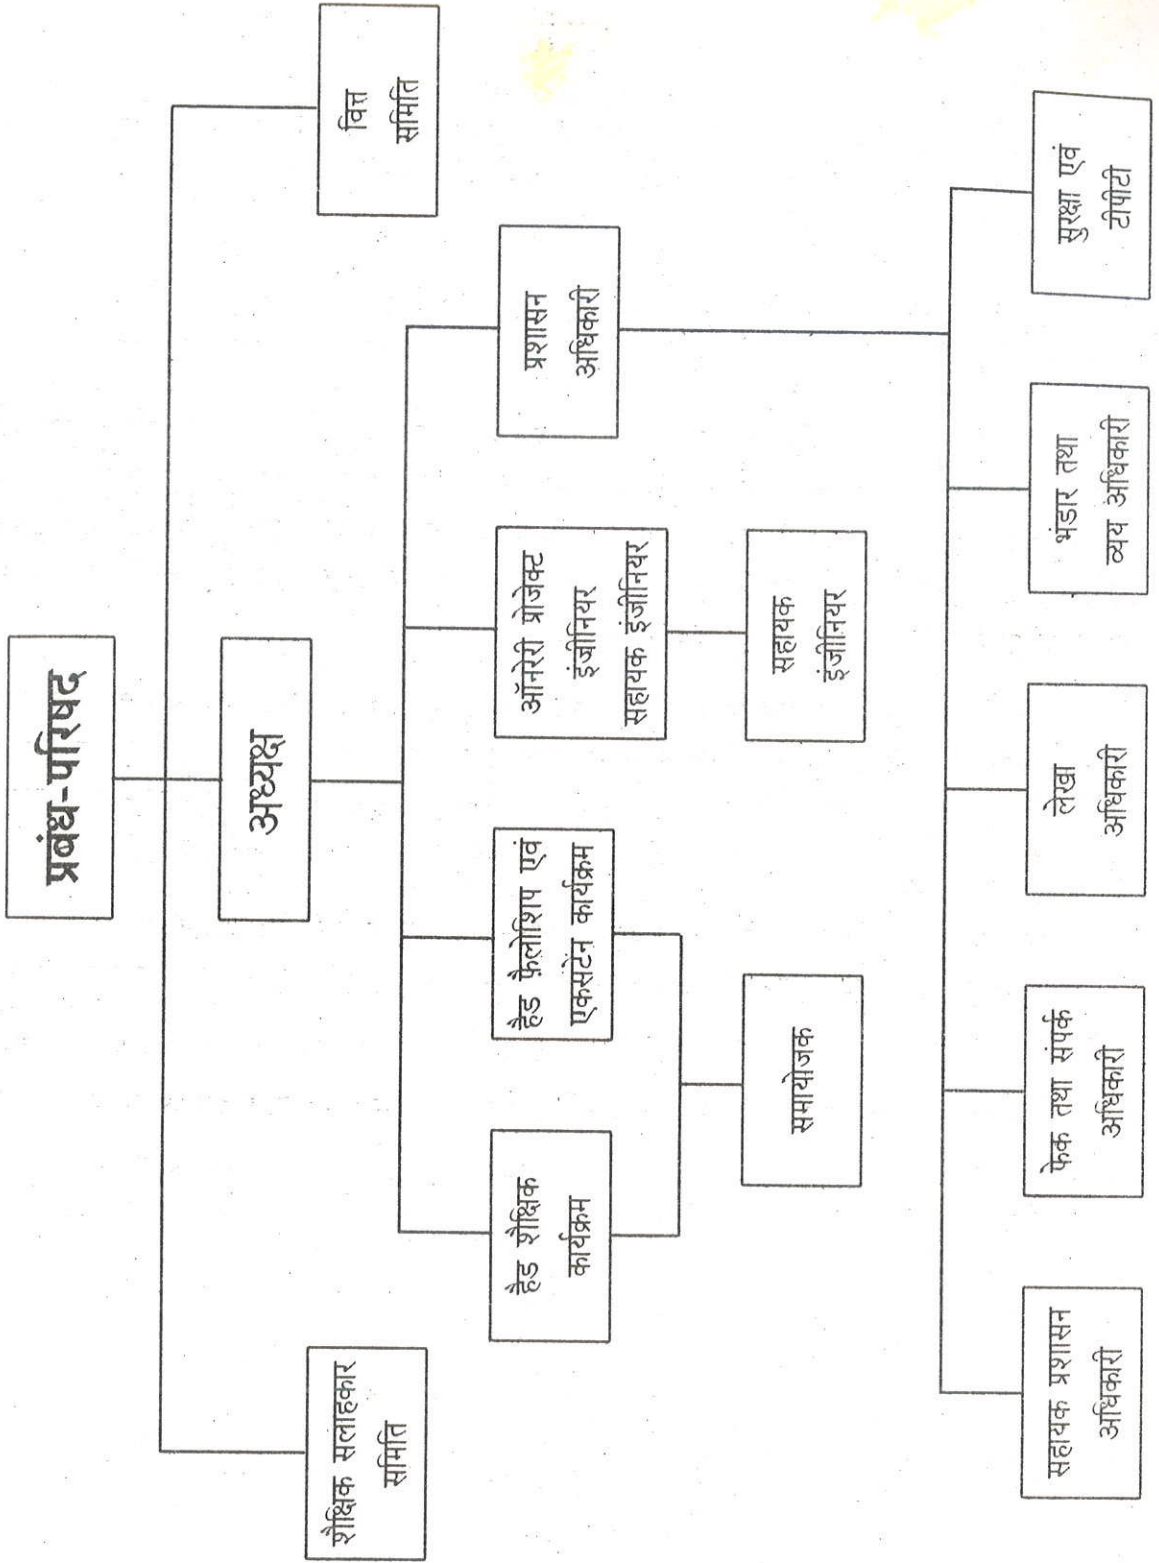 प्रबंध-परिषद
अध्यक्ष
शैक्षिक सलाहकार
समिति
वित्त
समिति
हैड शैक्षिक
कार्यक्रम
हैड फ़ैलोशिप एवं
एक्सटेंन कार्यक्रम
ऑनरेरी प्रोजेक्ट
इंजीनियर
सहायक इंजीनियर
प्रशासन
अधिकारी
समायोजक
सहायक
इंजीनियर
सहायक प्रशासन
अधिकारी
फेक तथा संपर्क
अधिकारी
लेखा
अधिकारी
भंडार तथा
व्यय अधिकारी
सुरक्षा एवं
टीपीटी